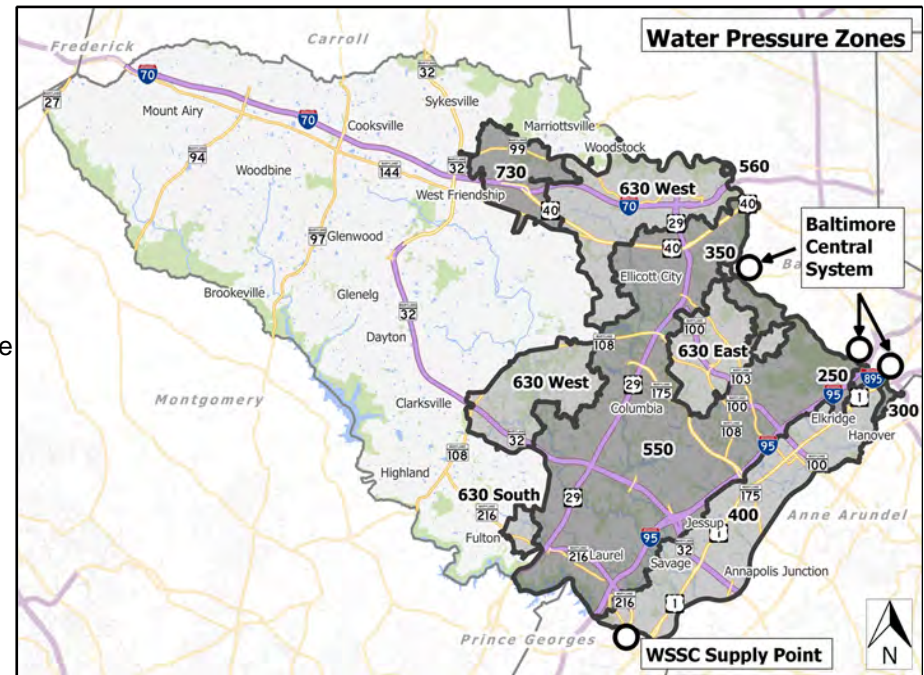 Water Pressure Zones
Frederick
Carroll
70
32
27
Mount Airy
Sykesville
70
Cooksville
Marriottsville
99
Woodstock
94
Woodbine
144
32
730
560
West Friendship
630 West
70
40
40
29
97
Glenwood
40
350
Baltimore
Central
System
Ellicott City
Brookeville
Glenelg
32
Dayton
108
100
630 East
e
630 West
29
175
103
250
895
95
1
300
Montgomery
Clarksville
Columbia
100
Elkridge
Hanover
32
108
95
108
550
100
Highland
630 South
175
29
400
Anne Arundel
216
Jessup
1
Fulton
95
32
216
Laurel
Savage
Annapolis Junction
216
1
Prince Georges
WSSC Supply Point
N